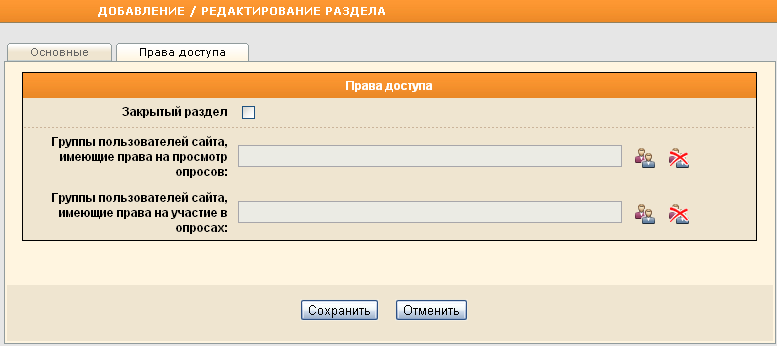 ДОБАВЛЕНИЕ / РЕДАКТИРОВАНИЕ РАЗДЕЛА
Основные
Права доступа
Права доступа
Закрытый раздел
Группы пользователей сайта,
имеющие права на просмотр
опросов:
Группы пользователей сайта,
имеющие права на участие в
опросах:
Сохранить
Отменить